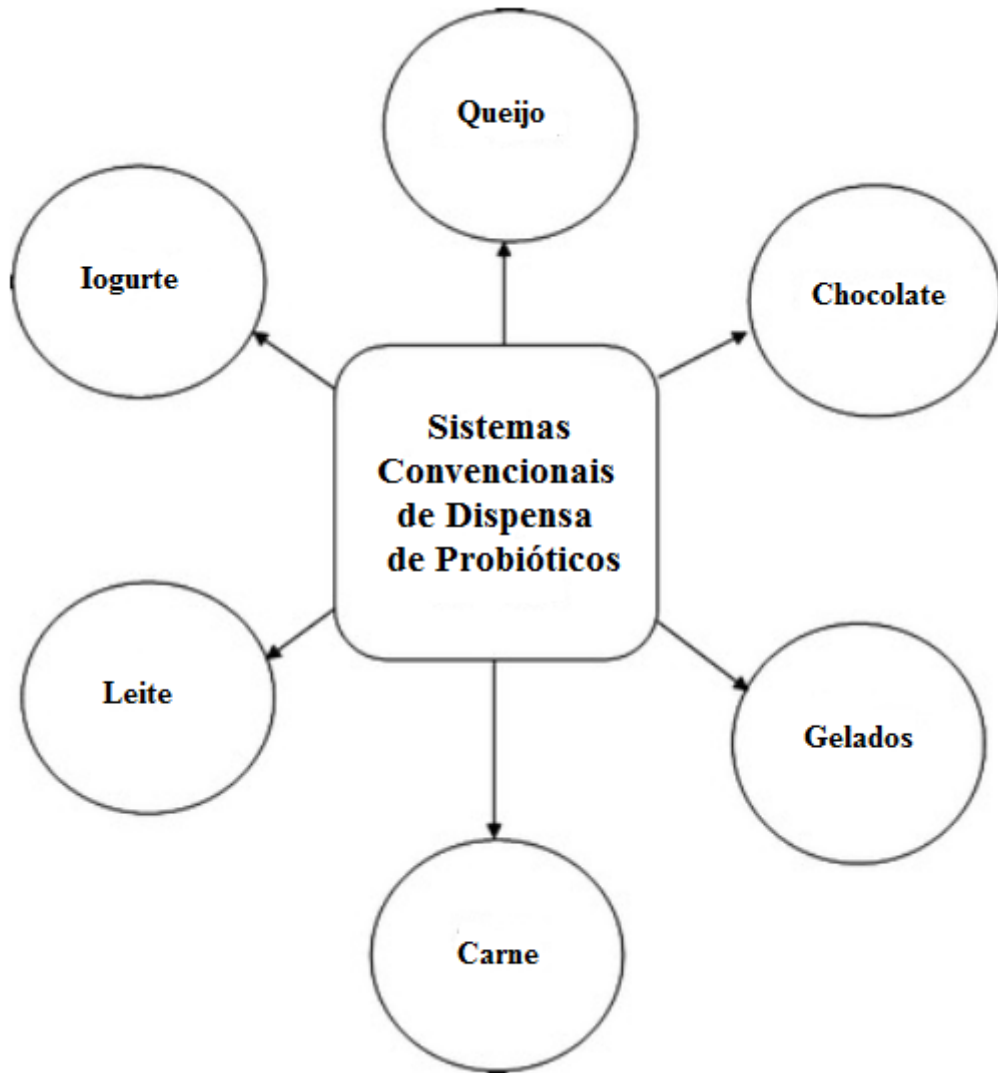 Queijo
Iogurte
Chocolate
Sistemas
Convencionais
de Dispensa
de Probióticos
Leite
Gelados
Carne